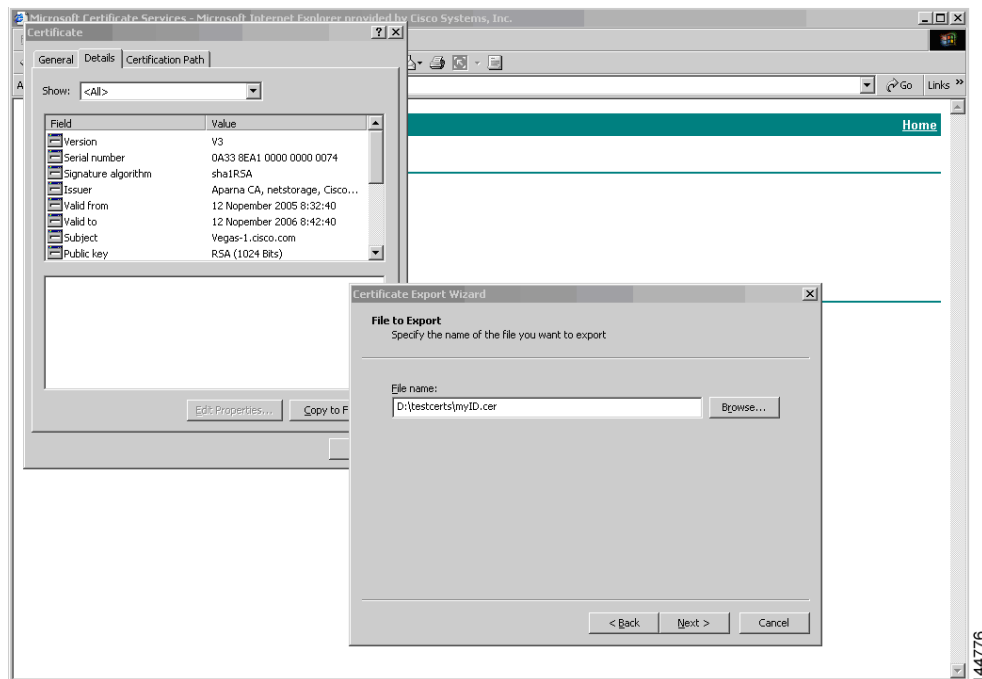 Microsoft Certificate Services - Microsoft Internet Explorer provided by Cisco Systems, Inc.
Certificate
General Details Certification Path
Show: <All>
Go Links »
Home
Field Value
Version V3
Serial number 0A33 8EA1 0000 0000 0074
Signature algorithm sha1RSA
Issuer Aparna CA, netstorage, Cisco...
Valid from 12 Nopember 2005 8:32:40
Valid to 12 Nopember 2006 8:42:40
Subject Vegas-1.cisco.com
Public key RSA (1024 Bits)
Edit Properties... Copy to F
Certificate Export Wizard
File to Export
Specify the name of the file you want to export
File name:
D:\testcerts\myID.cer Browse...
< Back Next > Cancel
144776